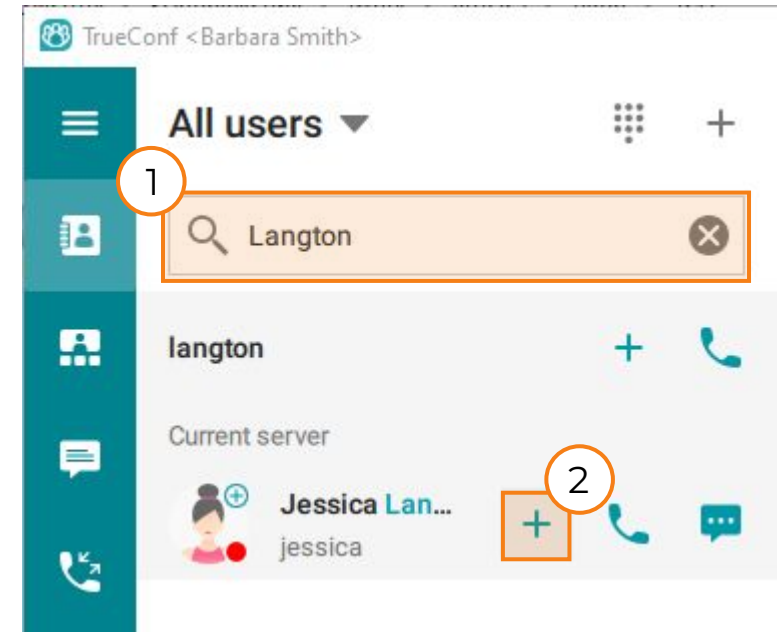 TrueConf <Barbara Smith>
All users
1
Langton
langton
Current server
2
Jessica Lan...
jessica